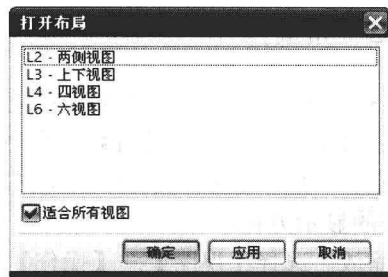 打开布局
L2 - 两侧视图
L3 - 上下视图
L4 - 四视图
L6 - 六视图
适合所有视图
确定 应用 取消